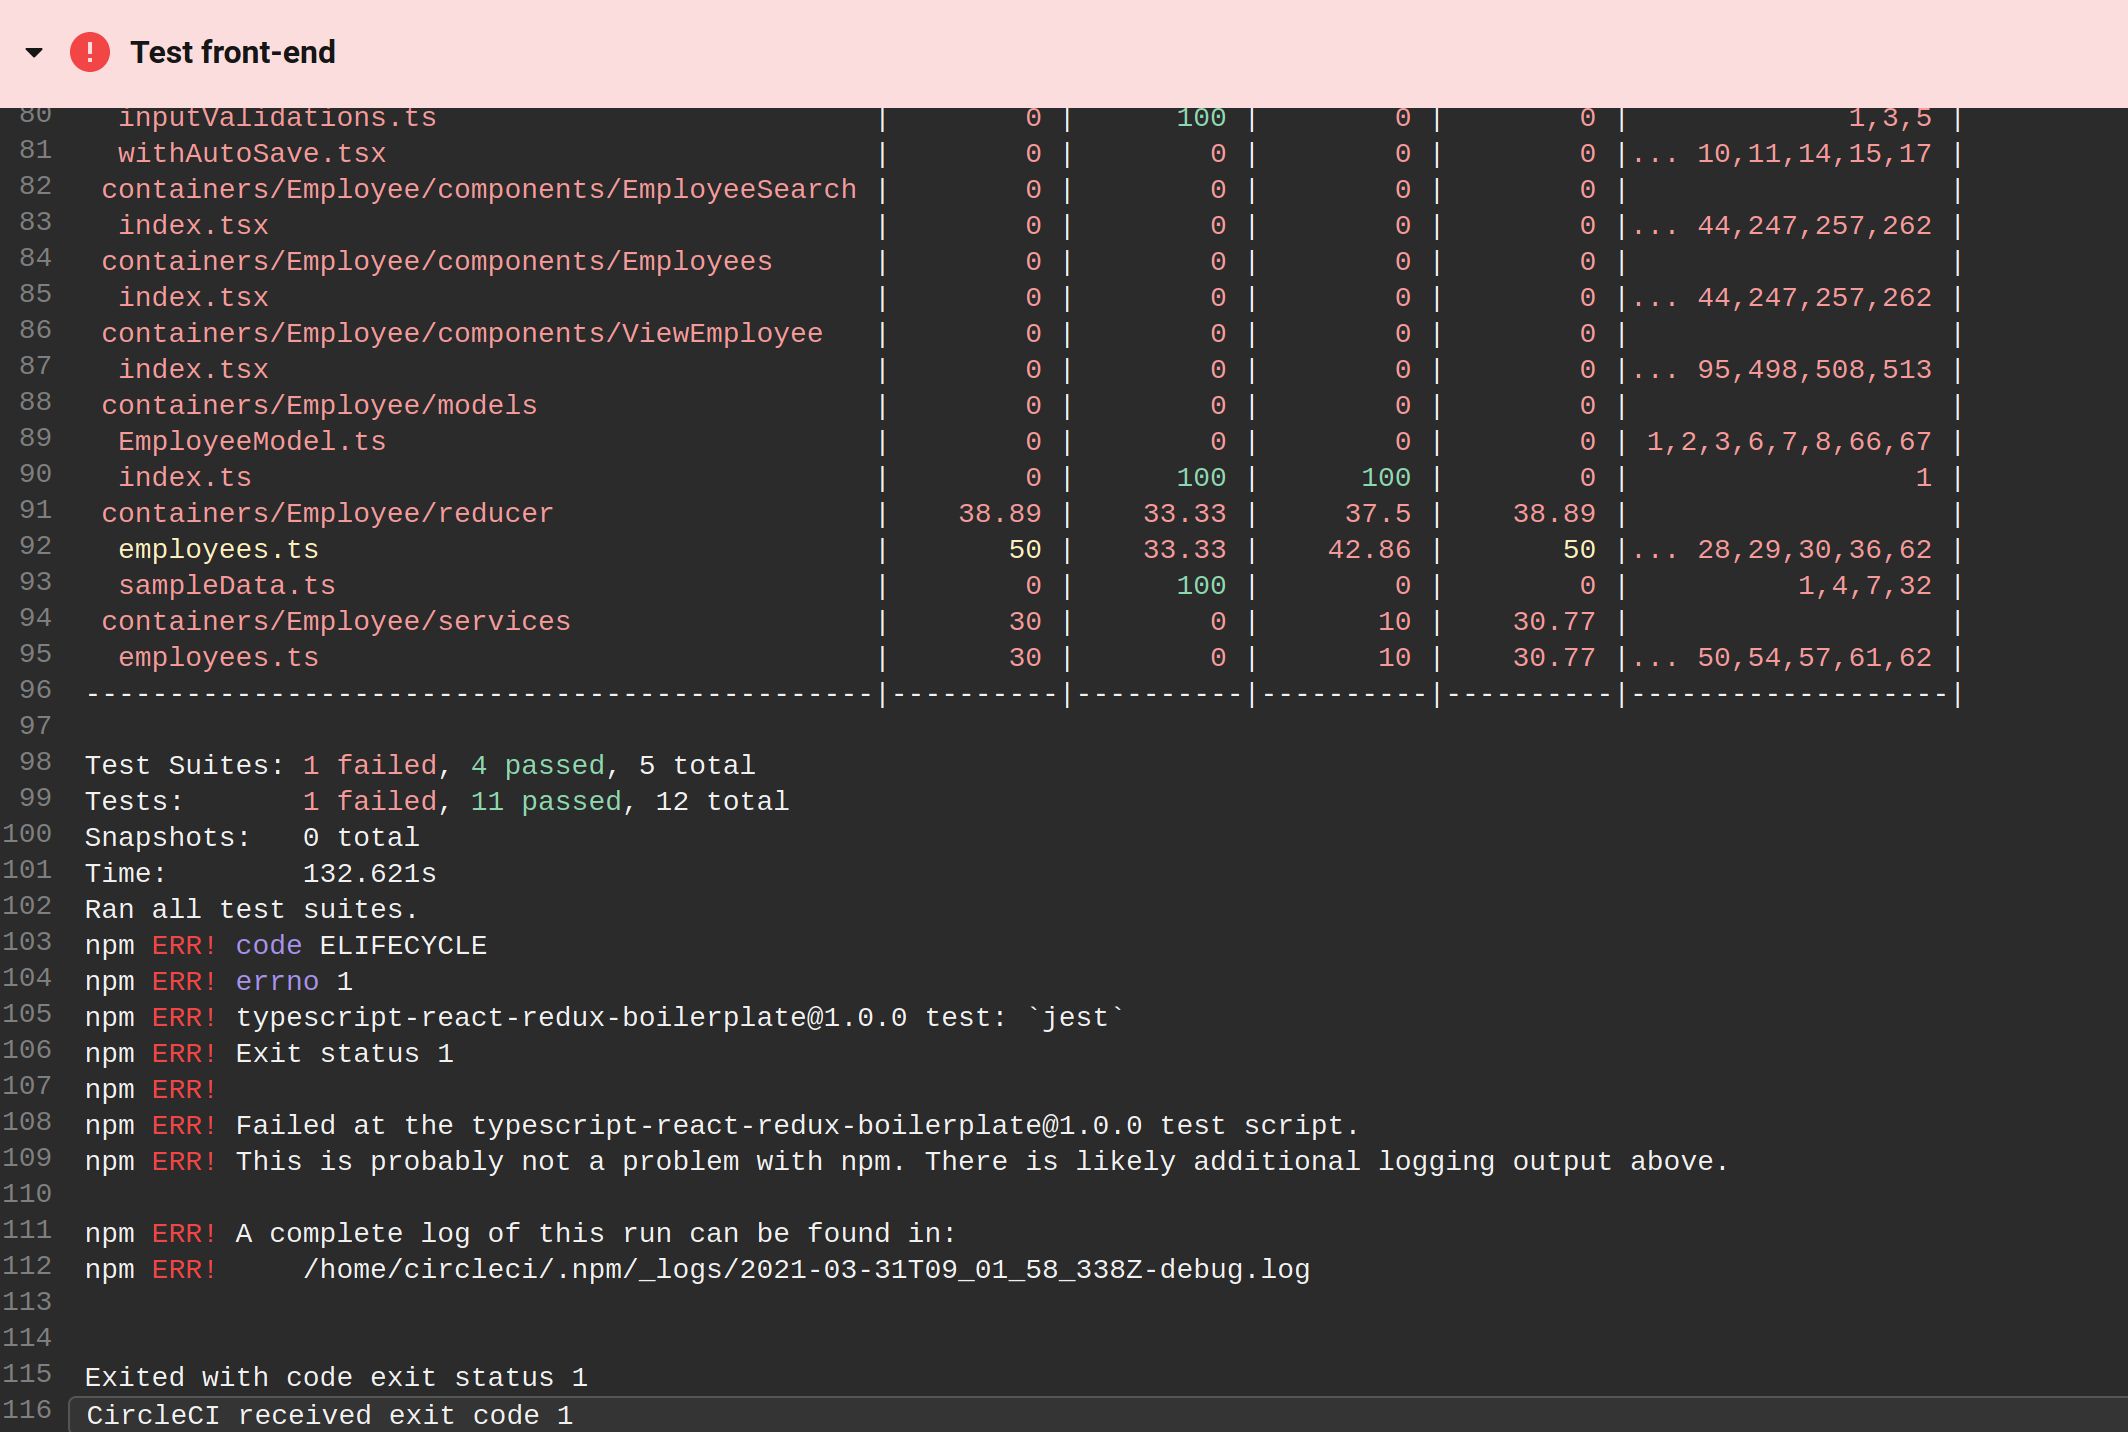 Test front-end
80 inputValidations.ts | 0 | 100 | 0 | 0 | 1,3,5 |
81 withAutoSave.tsx | 0 | 0 | 0 | 0 |... 10,11,14,15,17 |
82 containers/Employee/components/EmployeeSearch | 0 | 0 | 0 | 0 | |
83 index.tsx | 0 | 0 | 0 | 0 |... 44,247,257,262 |
84 containers/Employee/components/Employees | 0 | 0 | 0 | 0 | |
85 index.tsx | 0 | 0 | 0 | 0 |... 44,247,257,262 |
86 containers/Employee/components/ViewEmployee | 0 | 0 | 0 | 0 | |
87 index.tsx | 0 | 0 | 0 | 0 |... 95,498,508,513 |
88 containers/Employee/models | 0 | 0 | 0 | 0 | |
89 EmployeeModel.ts | 0 | 0 | 0 | 0 | 1,2,3,6,7,8,66,67 |
90 index.ts | 0 | 100 | 100 | 0 | 1 |
91 containers/Employee/reducer | 38.89 | 33.33 | 37.5 | 38.89 | |
92 employees.ts | 50 | 33.33 | 42.86 | 50 |... 28,29,30,36,62 |
93 sampleData.ts | 0 | 100 | 0 | 0 | 1,4,7,32 |
94 containers/Employee/services | 30 | 0 | 10 | 30.77 | |
95 employees.ts | 30 | 0 | 10 | 30.77 |... 50,54,57,61,62 |
96 -----------------------------------------------|----------|----------|----------|----------|-------------------|
97
98 Test Suites: 1 failed, 4 passed, 5 total
99 Tests: 1 failed, 11 passed, 12 total
100 Snapshots: 0 total
101 Time: 132.621s
102 Ran all test suites.
103 npm ERR! code ELIFECYCLE
104 npm ERR! errno 1
105 npm ERR! typescript-react-redux-boilerplate@1.0.0 test: `jest`
106 npm ERR! Exit status 1
107 npm ERR!
108 npm ERR! Failed at the typescript-react-redux-boilerplate@1.0.0 test script.
109 npm ERR! This is probably not a problem with npm. There is likely additional logging output above.
110
111 npm ERR! A complete log of this run can be found in:
112 npm ERR! /home/circleci/.npm/_logs/2021-03-31T09_01_58_338Z-debug.log
113
114
115 Exited with code exit status 1
116 CircleCI received exit code 1